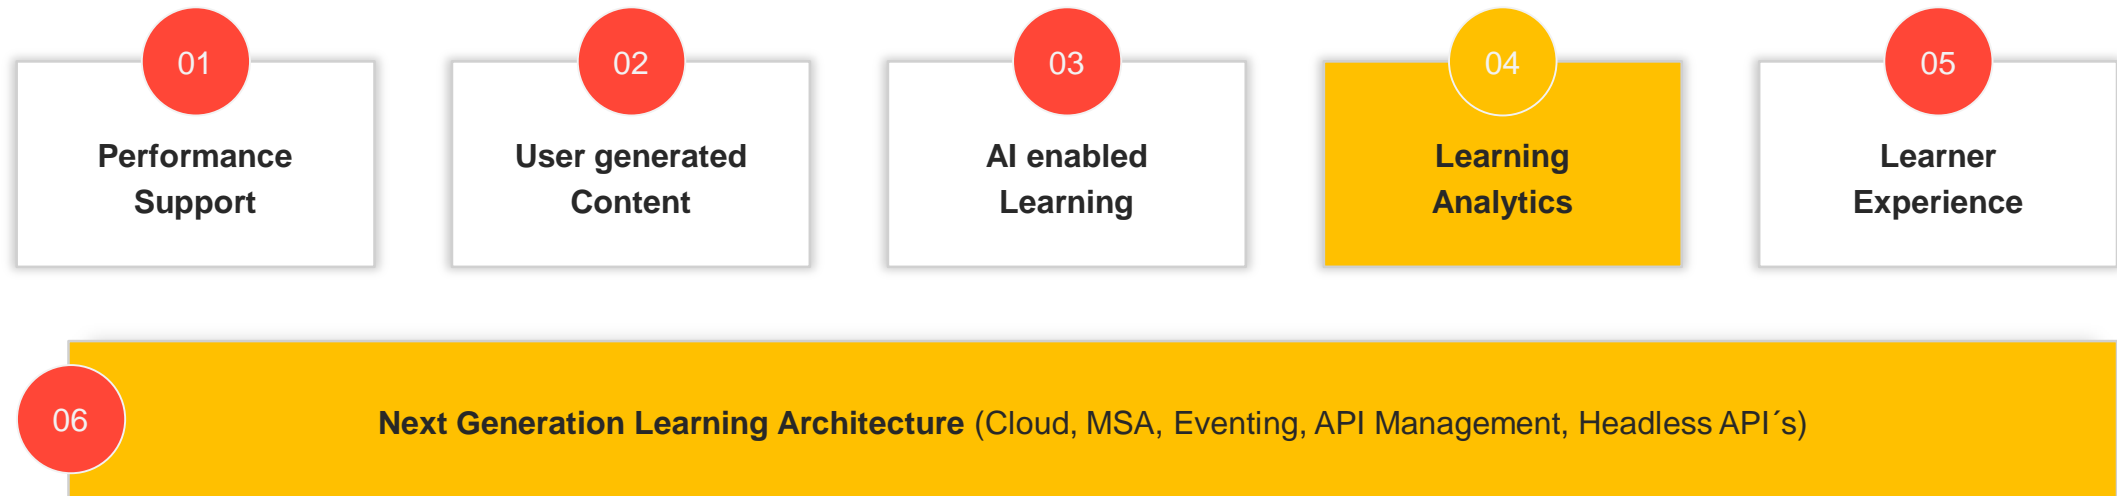 01
Performance
Support
02
User generated
Content
03
AI enabled
Learning
04
Learning
Analytics
05
Learner
Experience
06
Next Generation Learning Architecture (Cloud, MSA, Eventing, API Management, Headless API´s)